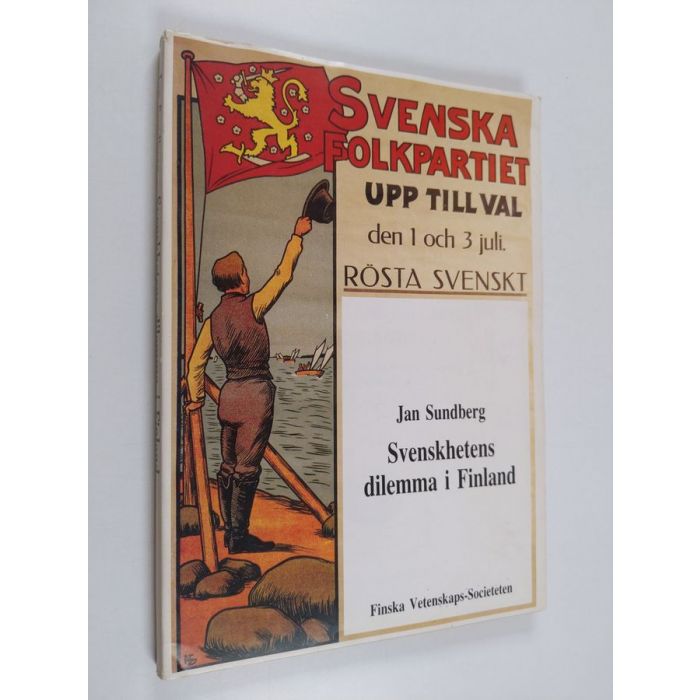 SVENSKA
FOLKPARTIET
UPP TILL VAL
den 1 och 3 juli.
RÖSTA SVENSKT
Jan Sundberg
Svenskhetens
dilemma i Finland
Finska Vetenskaps-Societeten